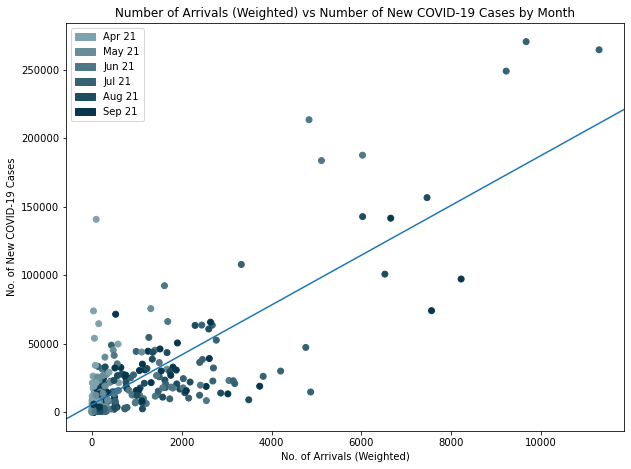 Number of Arrivals (Weighted) vs Number of New COVID-19 Cases by Month
Apr 21
May 21
Jun 21
Jul 21
Aug 21
Sep 21
250000
200000
150000
100000
50000
0
No. of New COVID-19 Cases
0 2000 4000 6000 8000 10000
No. of Arrivals (Weighted)